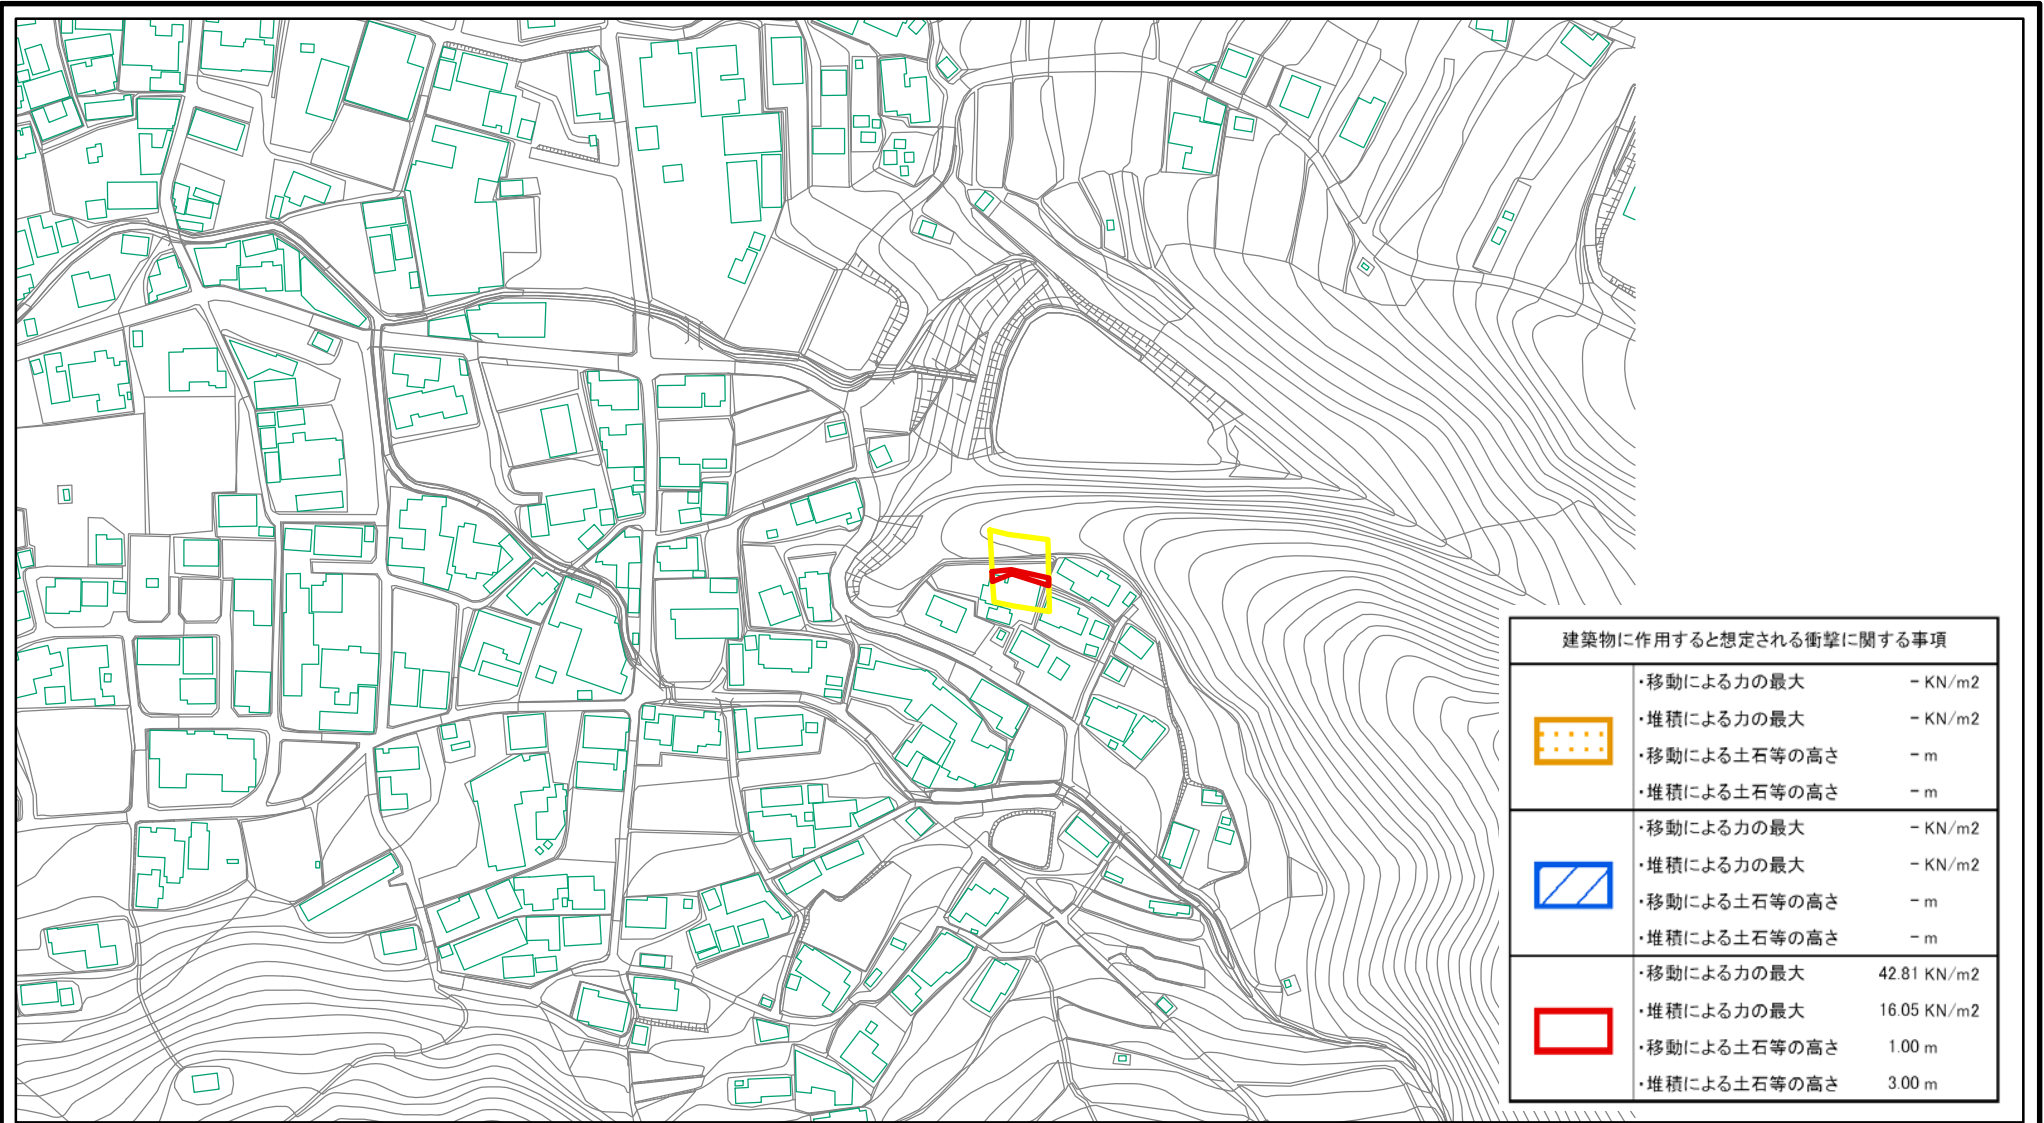 建築物に作用すると想定される衝撃に関する事項
・移動による力の最大 － KN/m2
・堆積による力の最大 － KN/m2
・移動による土石等の高さ － m
・堆積による土石等の高さ － m
・移動による力の最大 － KN/m2
・堆積による力の最大 － KN/m2
・移動による土石等の高さ － m
・堆積による土石等の高さ － m
・移動による力の最大 42.81 KN/m2
・堆積による力の最大 16.05 KN/m2
・移動による土石等の高さ 1.00 m
・堆積による土石等の高さ 3.00 m